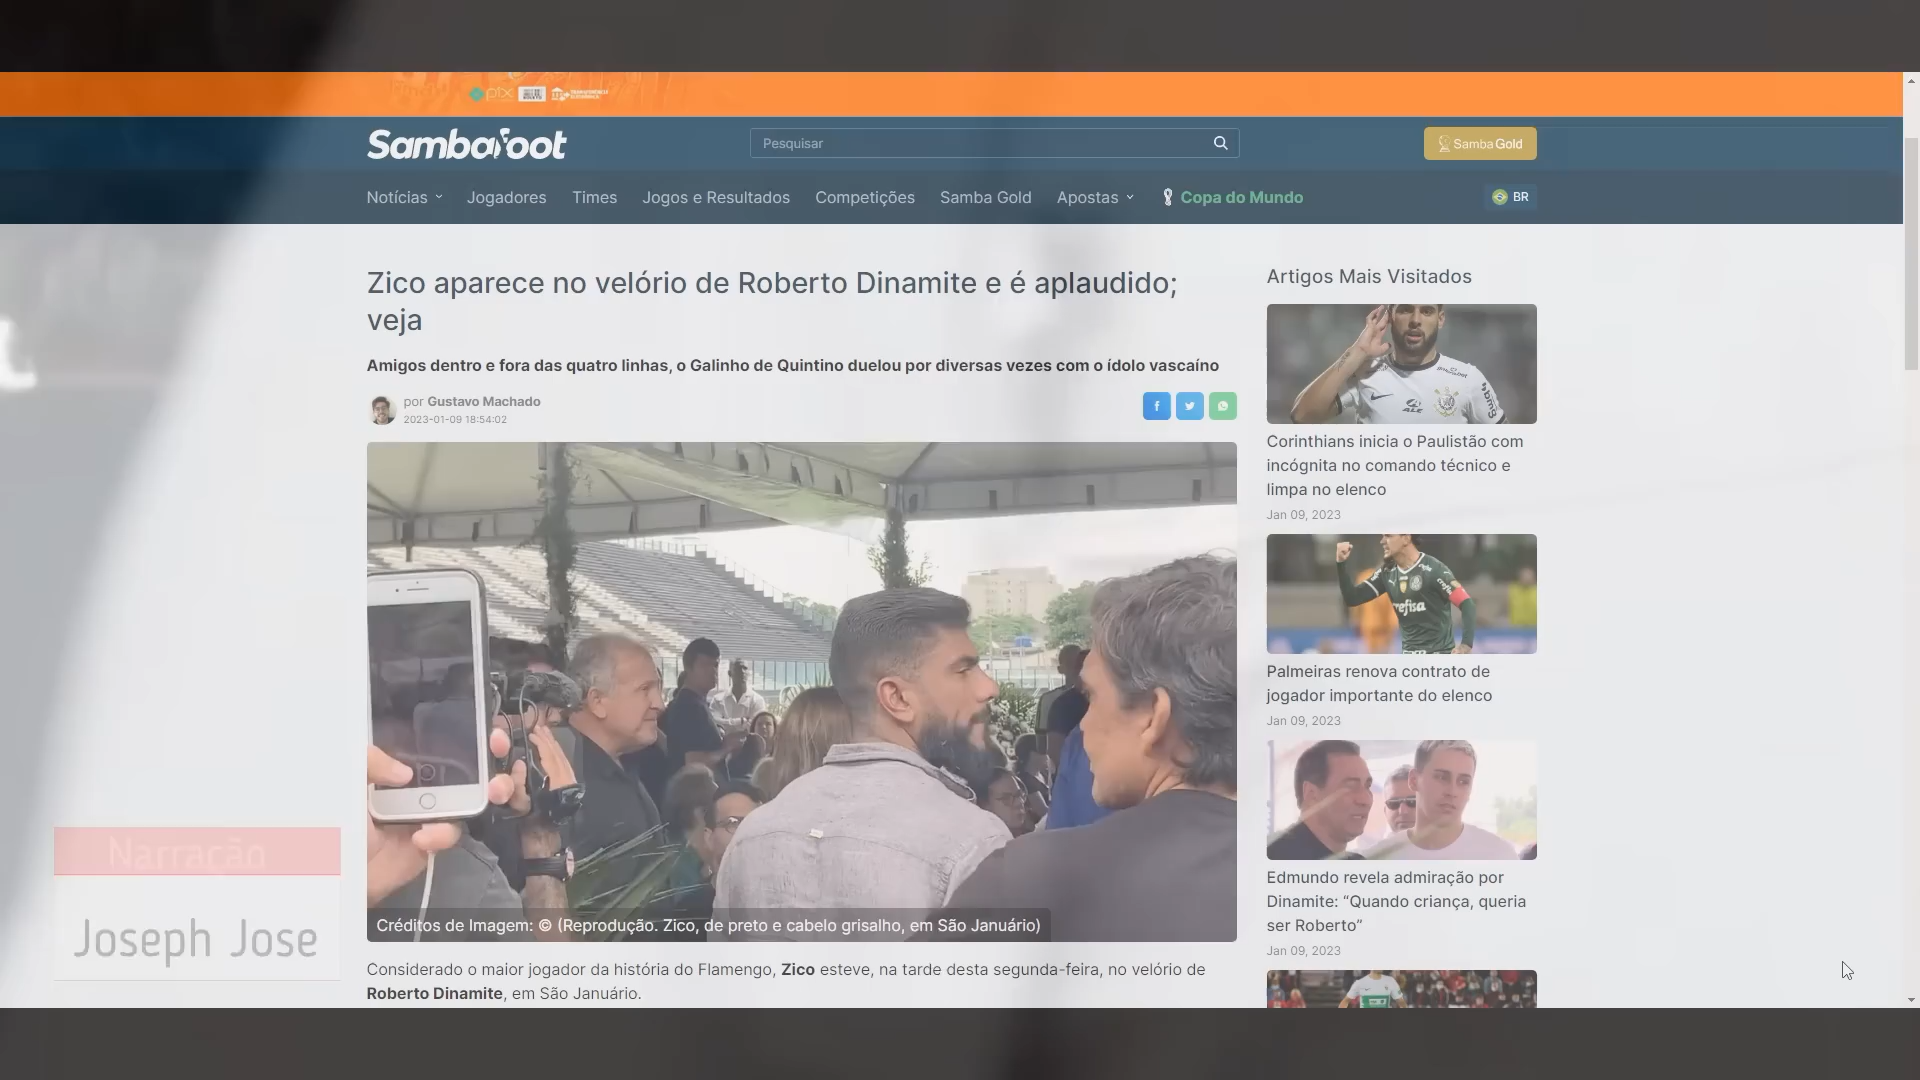 pix
Sambafoot
Pesquisar
Samba Gold
Notícias
Jogadores
Times
Jogos e Resultados
Competições
Samba Gold
Apostas
Copa do Mundo
BR
Zico aparece no velório de Roberto Dinamite e é aplaudido;
veja
Amigos dentro e fora das quatro linhas, o Galinho de Quintino duelou por diversas vezes com o ídolo vascaíno
por Gustavo Machado
2023-01-09 18:54:02
Créditos de Imagem: © (Reprodução. Zico, de preto e cabelo grisalho, em São Januário)
Considerado o maior jogador da história do Flamengo, Zico esteve, na tarde desta segunda-feira, no velório de
Roberto Dinamite, em São Januário.
Artigos Mais Visitados
ALE
bmg
Corinthians inicia o Paulistão com
incógnita no comando técnico e
limpa no elenco
Jan 09, 2023
crefisa
Palmeiras renova contrato de
jogador importante do elenco
Jan 09, 2023
Edmundo revela admiração por
Dinamite: “Quando criança, queria
ser Roberto”
Jan 09, 2023
Narração
Joseph Jose